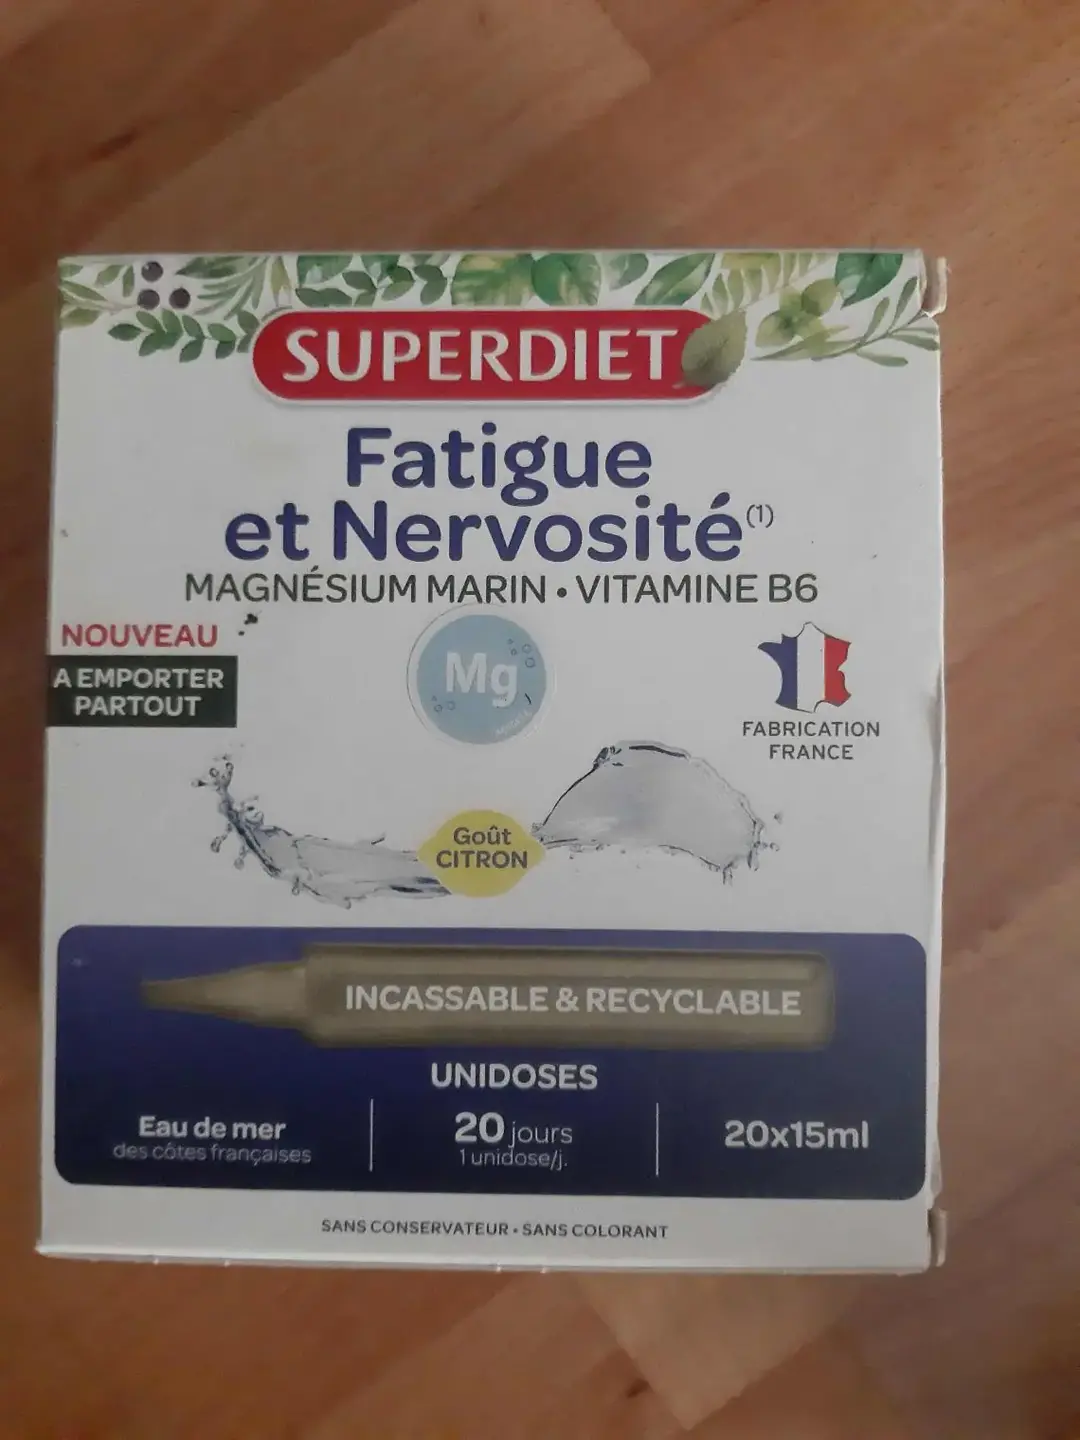 SUPERDIET
Fatigue
et Nervosité(1)
MAGNÉSIUM MARIN • VITAMINE B6
NOUVEAU
A EMPORTER
PARTOUT
Mg
FABRICATION
FRANCE
Goût
CITRON
INCASSABLE & RECYCLABLE
UNIDOSES
Eau de mer
des côtes françaises
20 jours
1 unidose/j.
20x15ml
SANS CONSERVATEUR • SANS COLORANT